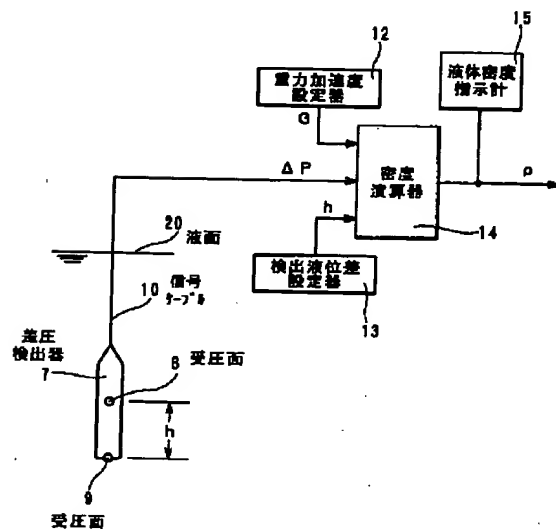 12
重力加速度
設定器
15
液体密度
指示計
G
ΔP
密度
演算器
ρ
h
14
検出液位差
設定器
13
20
液面
10
信号
ケーブル
差圧
検出器
7
8
受圧面
h
9
受圧面